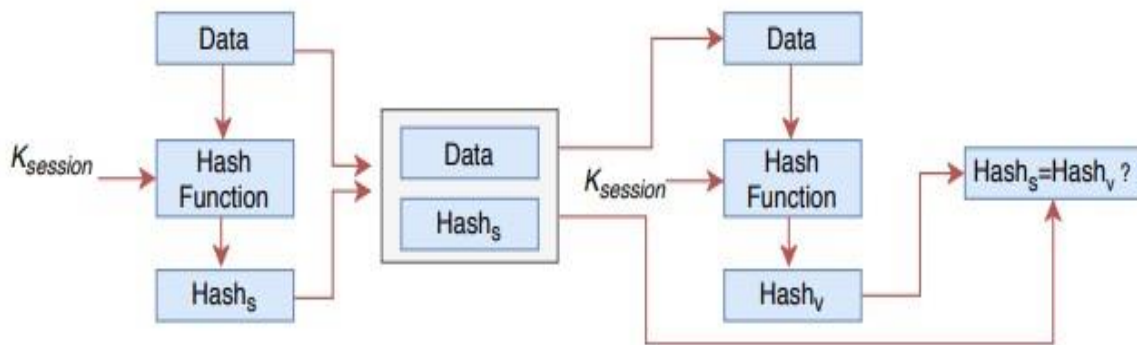 Data
K_session
Hash
Function
Hash_s
Data
Hash_s
Data
K_session
Hash
Function
Hash_v
Hash_s=Hash_v ?